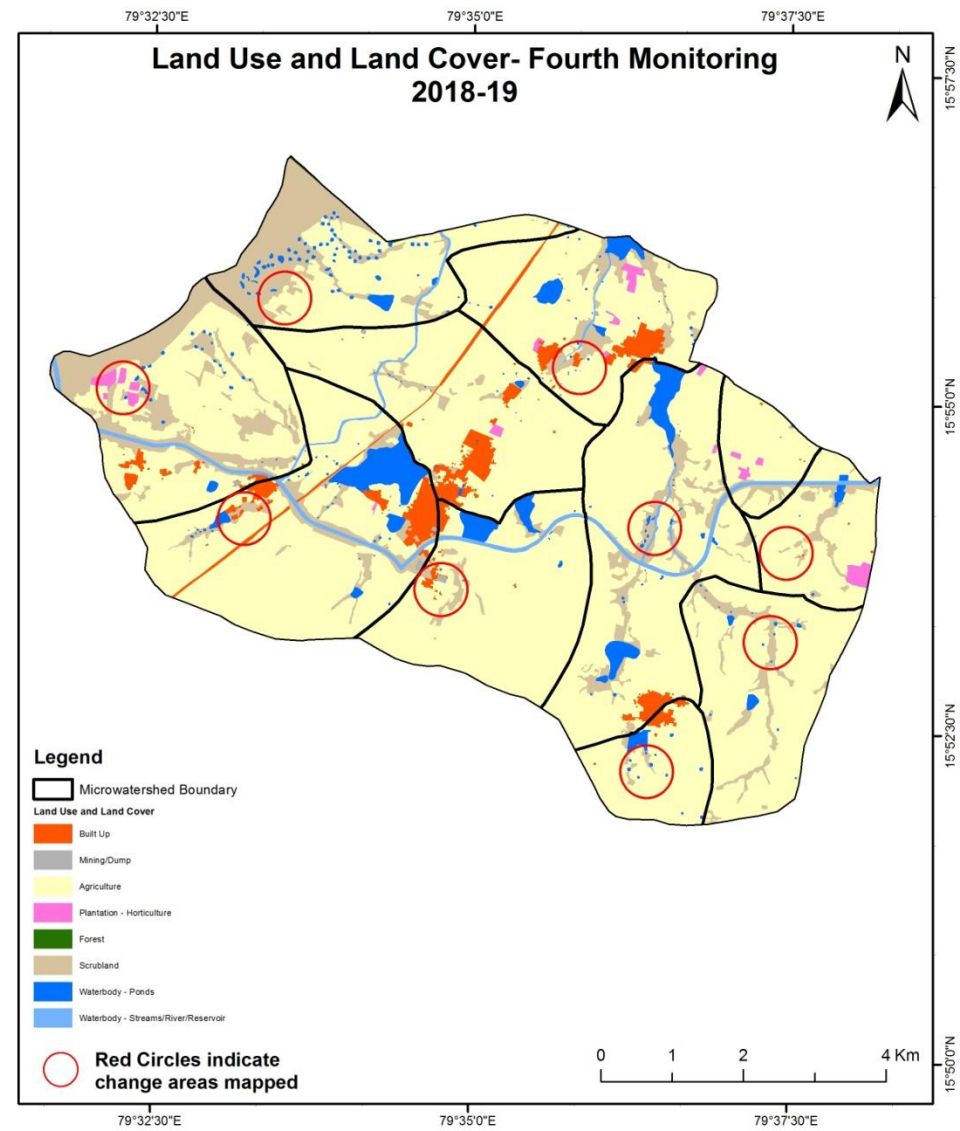 79°32'30"E
79°35'0"E
79°37'30"E
Land Use and Land Cover- Fourth Monitoring
2018-19
N
15°57'30"N
15°55'0"N
15°52'30"N
15°50'0"N
Legend
Microwatershed Boundary
Land Use and Land Cover
Built Up
Mining/Dump
Agriculture
Plantation - Horticulture
Forest
Scrubland
Waterbody - Ponds
Waterbody - Streams/River/Reservoir
Red Circles indicate
change areas mapped
0 1 2 4 Km
79°32'30"E
79°35'0"E
79°37'30"E